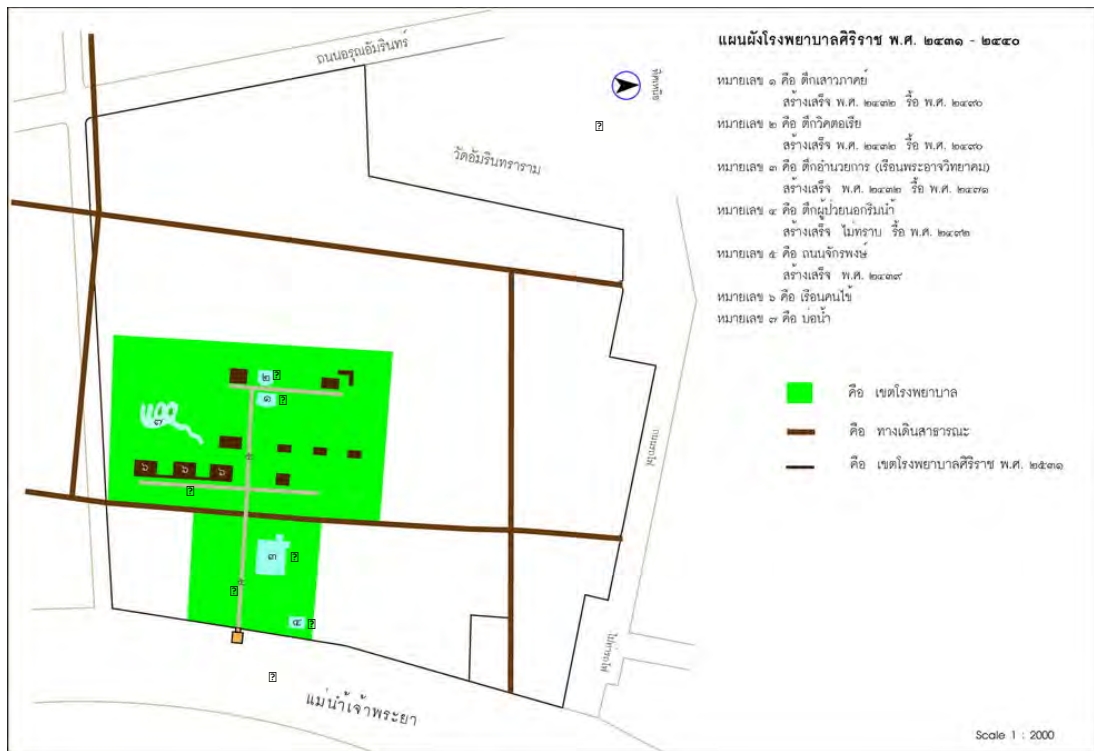 แผนผังโรงพยาบาลศิริราช พ.ศ. ๒๔๓๑ - ๒๔๔๐
หมายเลข ๑ คือ ตึกเสาวภาคย์
สร้างเสร็จ พ.ศ. ๒๔๓๒ รื้อ พ.ศ. ๒๔๙๐
หมายเลข ๒ คือ ตึกวิคตอเรีย
สร้างเสร็จ พ.ศ. ๒๔๓๒ รื้อ พ.ศ. ๒๔๙๐
หมายเลข ๓ คือ ตึกอำนวยการ (เรือนพระอาจวิทยาคม)
สร้างเสร็จ พ.ศ. ๒๔๓๒ รื้อ พ.ศ. ๒๔๗๑
หมายเลข ๔ คือ ตึกผู้ป่วยนอกริมน้ำ
สร้างเสร็จ ไม่ทราบ รื้อ พ.ศ. ๒๔๙๒
หมายเลข ๕ คือ ถนนจักรพงษ์
สร้างเสร็จ พ.ศ. ๒๔๓๙
หมายเลข ๖ คือ เรือนคนไข้
หมายเลข ๗ คือ บ่อน้ำ
คือ เขตโรงพยาบาล
คือ ทางเดินสาธารณะ
คือ เขตโรงพยาบาลศิริราช พ.ศ. ๒๕๓๑
ถนนอรุณอัมรินทร์
ทิศเหนือ
วัดอัมรินทราราม
๒
๑
๗
๕
๖ ๖ ๖
๓
๕
๔
ถนนรถไฟ
แม่น้ำเจ้าพระยา
Scale 1 : 2000